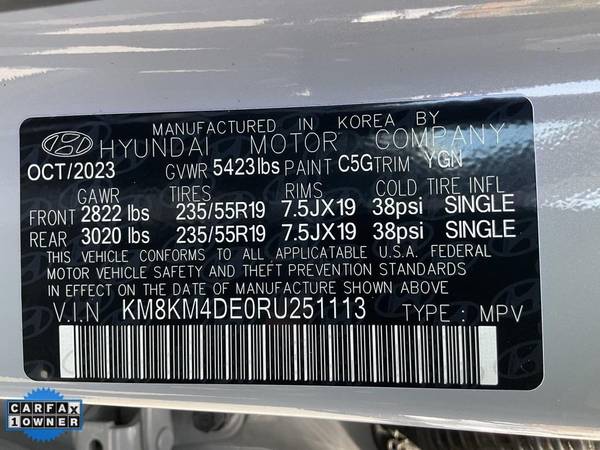 MANUFACTURED IN KOREA BY
HYUNDAI MOTOR COMPANY
OCT/2023 GVWR 5423lbs PAINT C5G TRIM YGN
GAWR TIRES RIMS COLD TIRE INFL
FRONT 2822 lbs 235/55R19 7.5JX19 38psi SINGLE
REAR 3020 lbs 235/55R19 7.5JX19 38psi SINGLE
THIS VEHICLE CONFORMS TO ALL APPLICABLE U.S.A. FEDERAL
MOTOR VEHICLE SAFETY AND THEFT PREVENTION STANDARDS
IN EFFECT ON THE DATE OF MANUFACTURE SHOWN ABOVE
V.I.N KM8KM4DE0RU251113 TYPE: MPV
CARFAX
1 OWNER